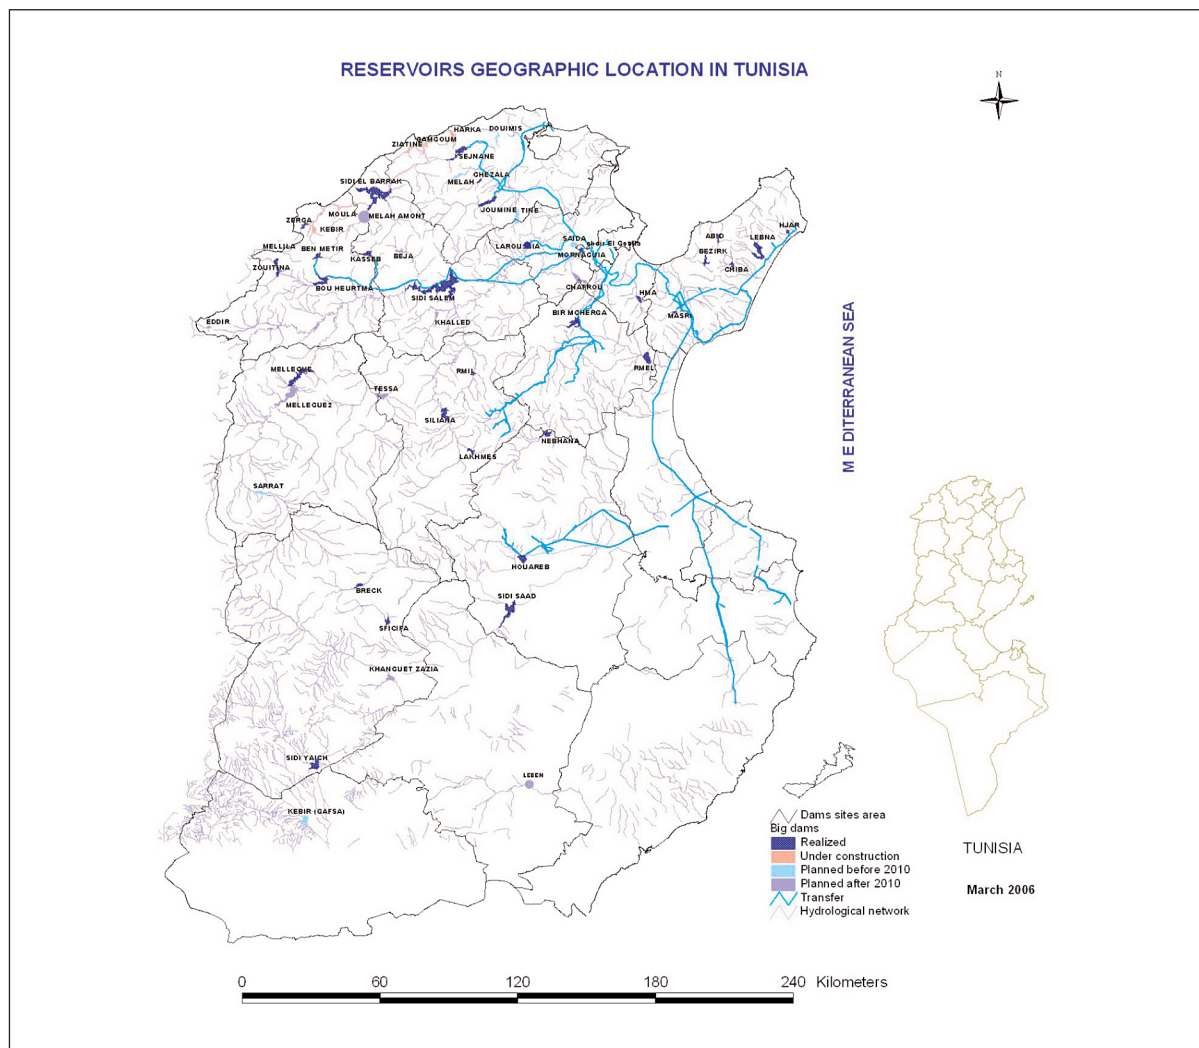 RESERVOIRS GEOGRAPHIC LOCATION IN TUNISIA
N
HARKA
DOUIMIS
GAMGOUM
ZIATINE
SEJNANE
GHEZALA
MELAH
SIDI EL BARRAK
JOUMINE
TINE
MOULA
MELAH AMONT
ZERGA
KEBIR
HJAR
ABID
LEBNA
SAIDA
MELLILA
BEN METIR
LAROUSSIA
BEJA
KASSEB
MORNAGUIA
BEZIRK
CHIBA
ZOUITINA
BOU HEURTMA
SIDI SALEM
CHAFROU
HMA
BIR MCHERGA
MASRI
EDDIR
KHALLED
MELLEGUE
RMIL
RMEL
TESSA
MELLEGUE2
SILIANA
NEBHANA
LAKHMES
SARRAT
M E DITERRANEAN SEA
HOUAREB
BRECK
SIDI SAAD
SFICIFA
KHANGUET ZAZIA
SIDI YAICH
LEBEN
KEBIR (GAFSA)
Dams sites area
Big dams
Realized
Under construction
Planned before 2010
Planned after 2010
Transfer
Hydrological network
TUNISIA
March 2006
0 60 120 180 240 Kilometers